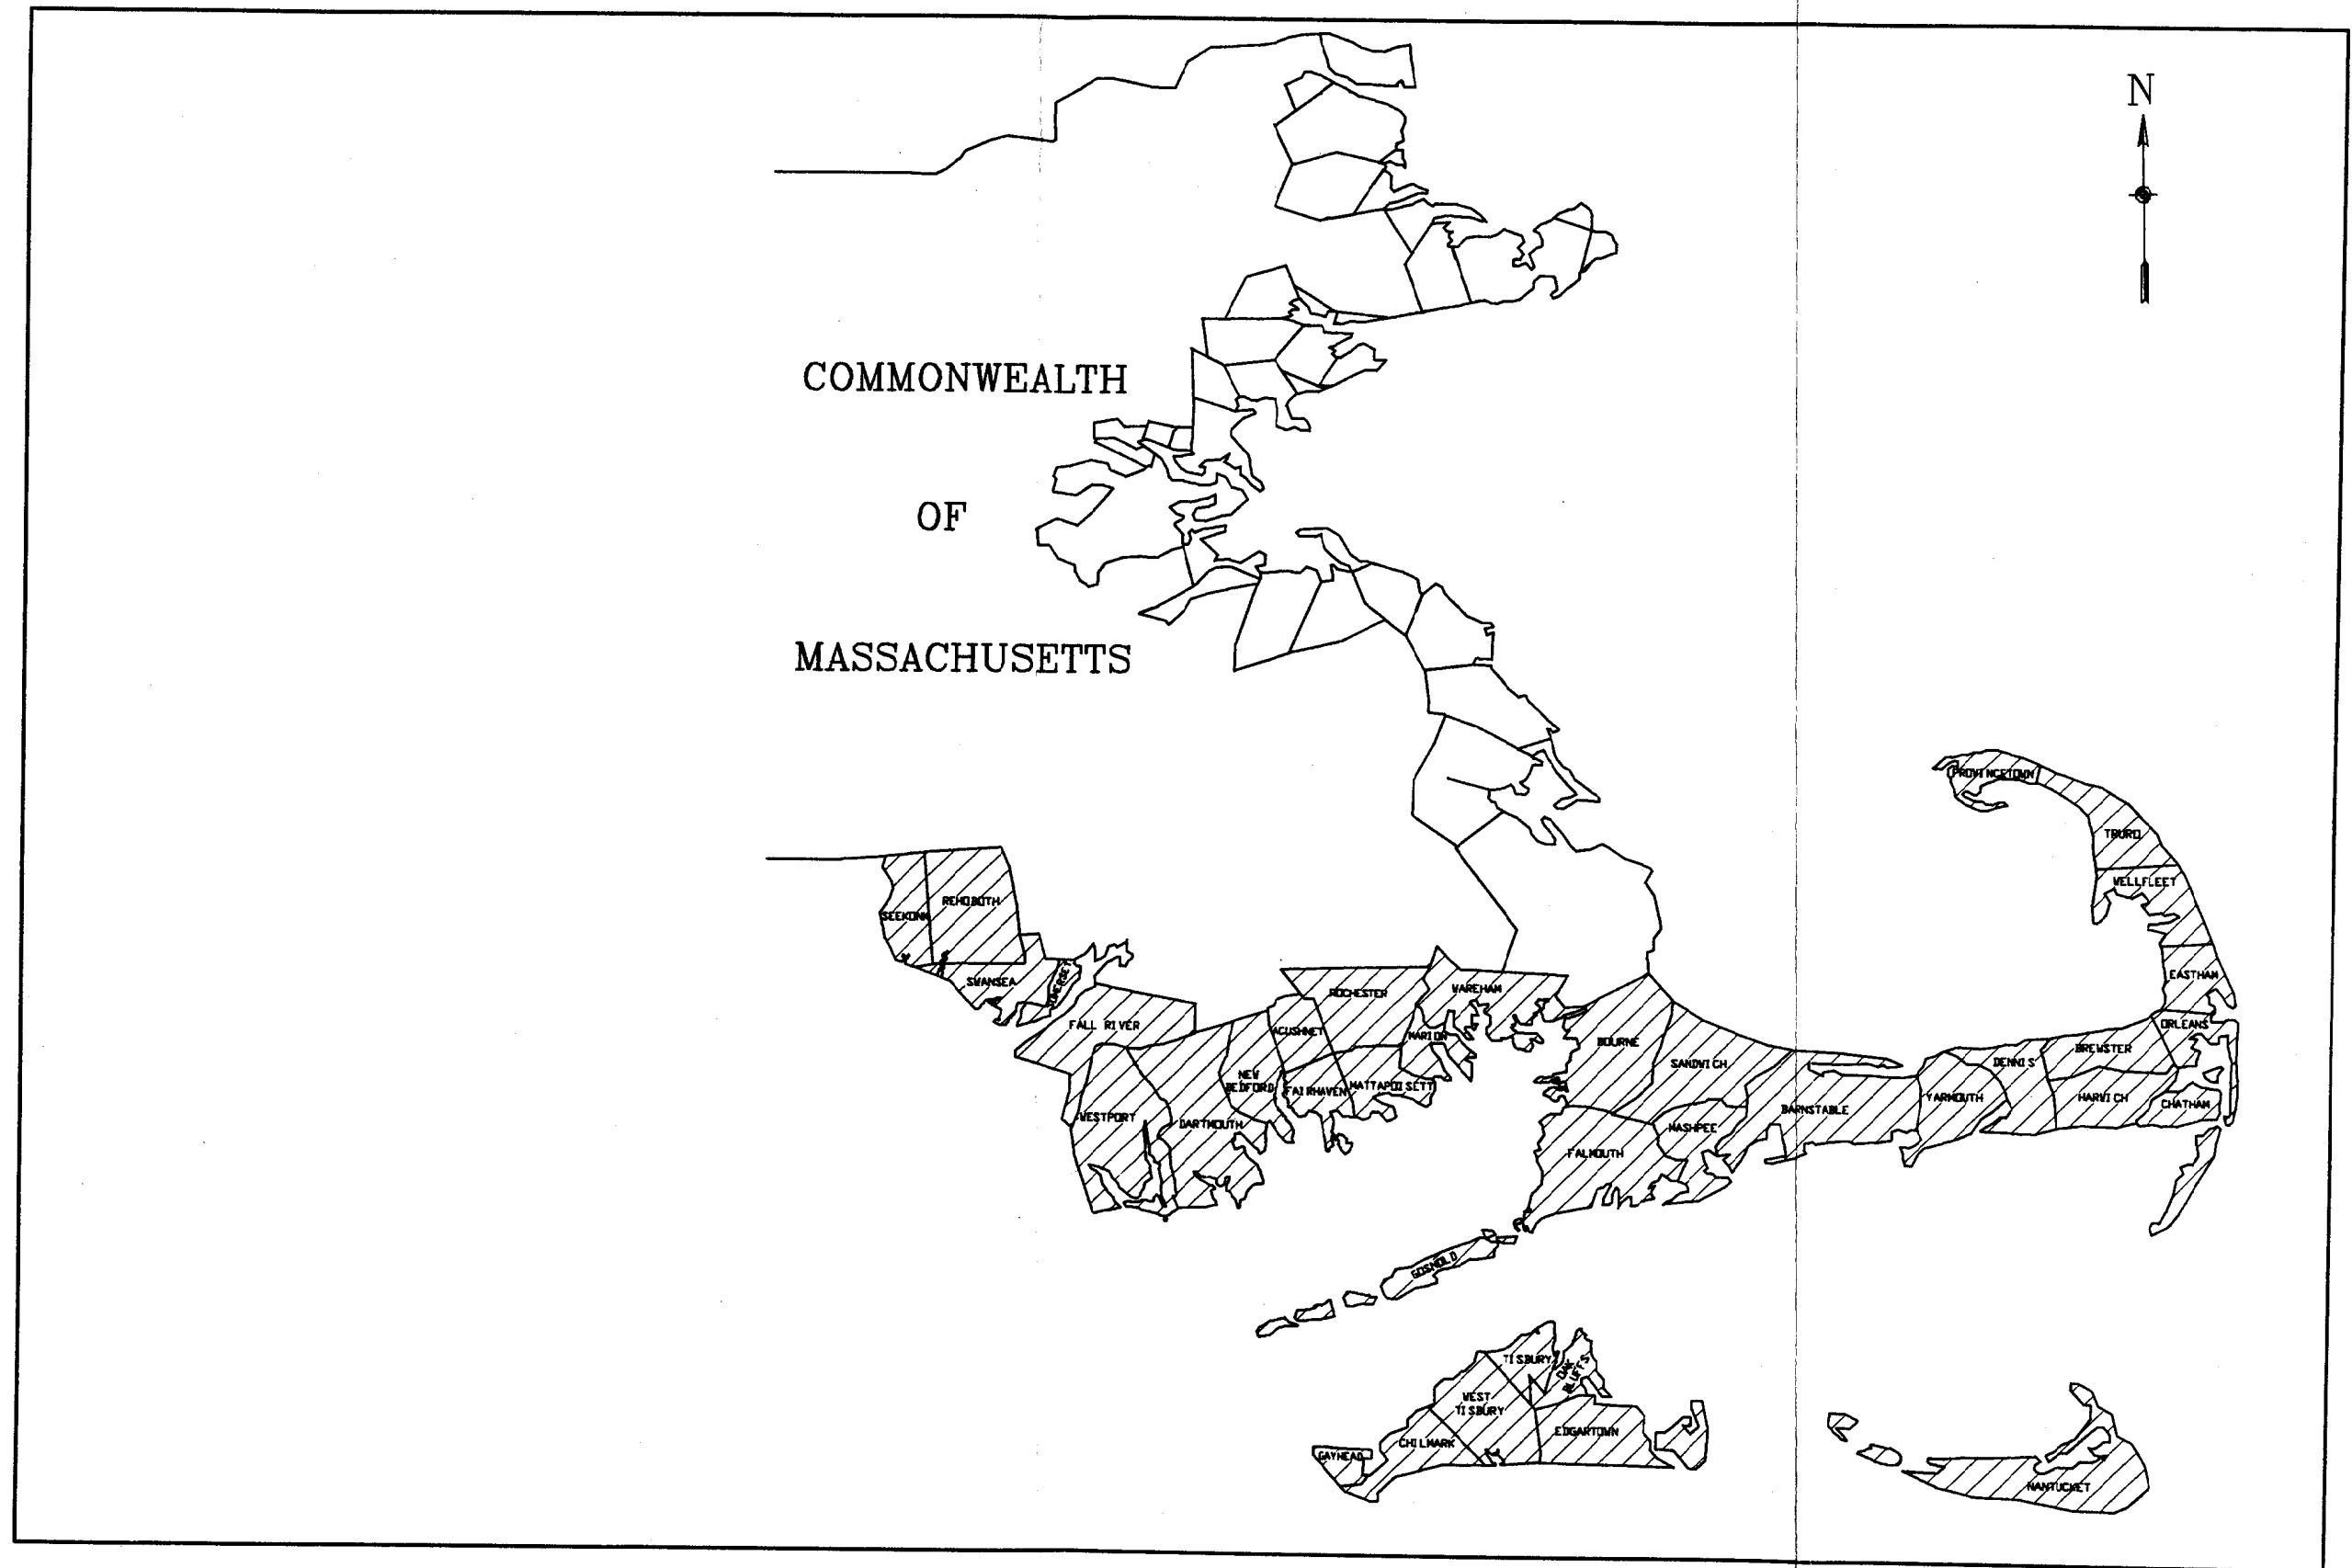 N
COMMONWEALTH
OF
MASSACHUSETTS
PROVINCETOWN
TRURO
WELLFLEET
EASTHAM
ORLEANS
BREWSTER
DENNIS
HARWICH
CHATHAM
YARMOUTH
BARNSTABLE
SANDWICH
BOURNE
MASHPEE
FALMOUTH
SEEKONK
REHOBOTH
SWANSEA
SOMERSET
FALL RIVER
WESTPORT
DARTMOUTH
NEW
BEDFORD
ACUSHNET
FAIRHAVEN
MATTAPOISETT
ROCHESTER
MARION
WAREHAM
GOSNOLD
TISBURY
OAK
BLUFFS
WEST
TISBURY
EDGARTOWN
CHILMARK
GAYHEAD
NANTUCKET